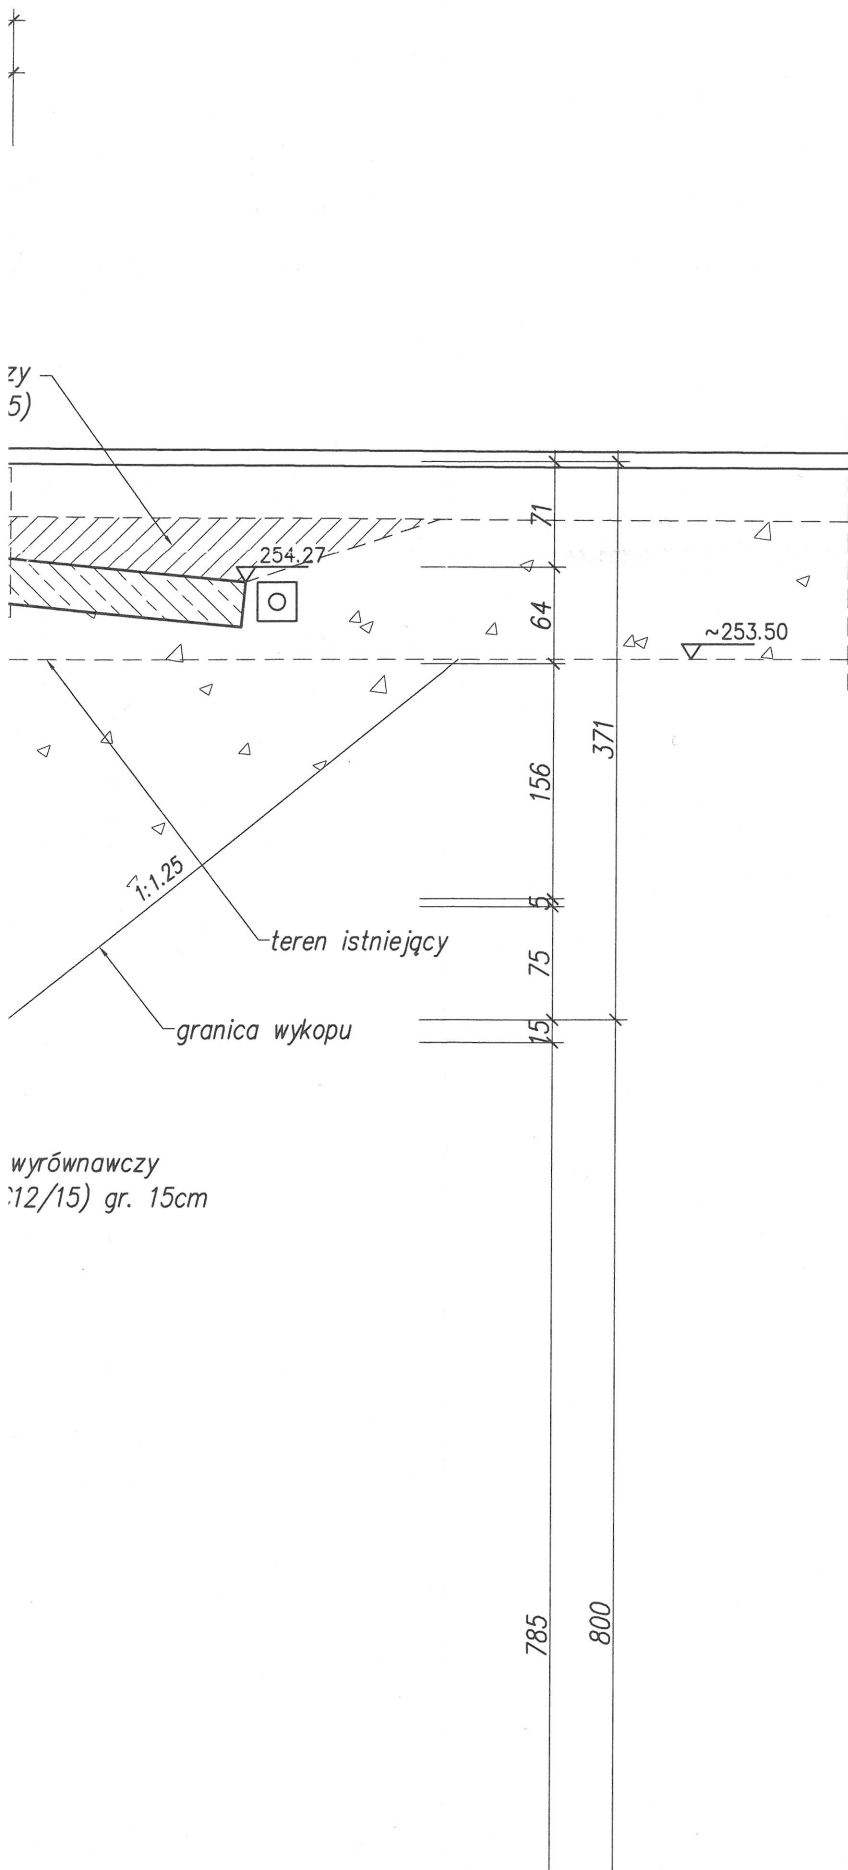 zy
5)
71
254.27
64
~253.50
371
156
1:1.25
5
teren istniejący
75
granica wykopu
15
wyrównawczy
12/15) gr. 15cm
785
800